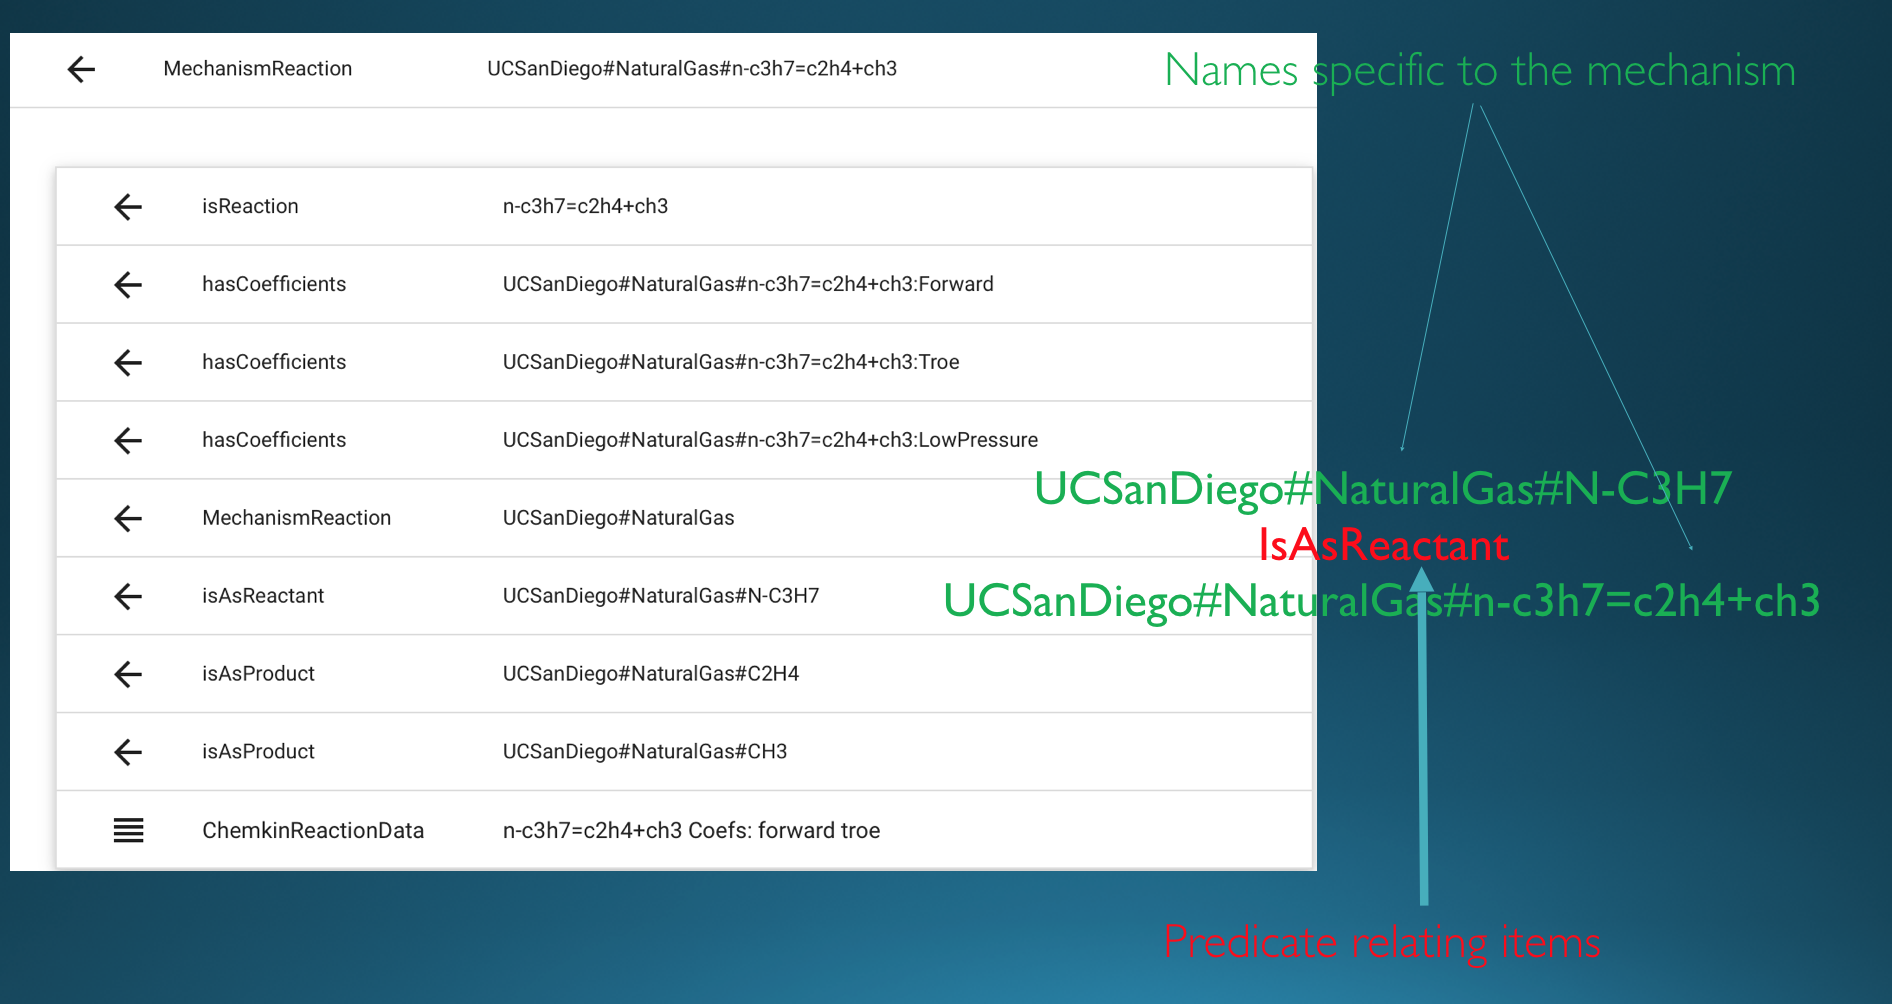 MechanismReaction UCSanDiego#NaturalGas#n-c3h7=c2h4+ch3
Names specific to the mechanism
isReaction n-c3h7=c2h4+ch3
hasCoefficients UCSanDiego#NaturalGas#n-c3h7=c2h4+ch3:Forward
hasCoefficients UCSanDiego#NaturalGas#n-c3h7=c2h4+ch3:Troe
hasCoefficients UCSanDiego#NaturalGas#n-c3h7=c2h4+ch3:LowPressure
MechanismReaction UCSanDiego#NaturalGas
isAsReactant UCSanDiego#NaturalGas#N-C3H7
isAsProduct UCSanDiego#NaturalGas#C2H4
isAsProduct UCSanDiego#NaturalGas#CH3
ChemkinReactionData n-c3h7=c2h4+ch3 Coefs: forward troe
UCSanDiego#NaturalGas#N-C3H7
IsAsReactant
UCSanDiego#NaturalGas#n-c3h7=c2h4+ch3
Predicate relating items